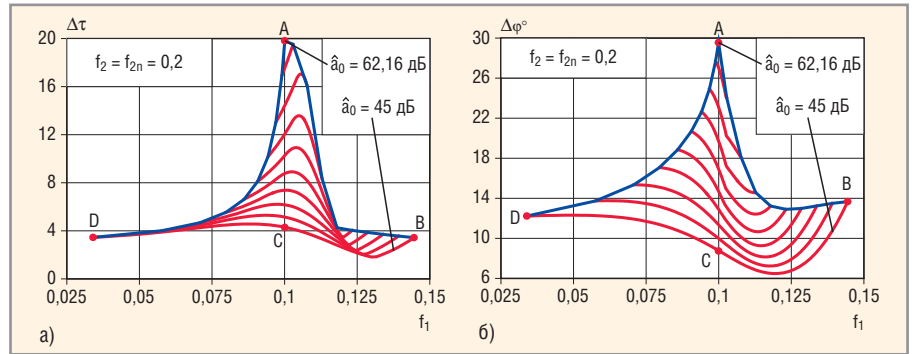 Δτ
20
16
12
8
4
0
f₂ = f₂ₙ = 0,2
A
â₀ = 62,16 дБ
â₀ = 45 дБ
D
C
B
0,025 0,05 0,075 0,1 0,125 0,15
f₁
а)
Δφ°
30
26
22
18
14
10
6
f₂ = f₂ₙ = 0,2
A
â₀ = 62,16 дБ
â₀ = 45 дБ
D
C
B
0,025 0,05 0,075 0,1 0,125 0,15
f₁
б)